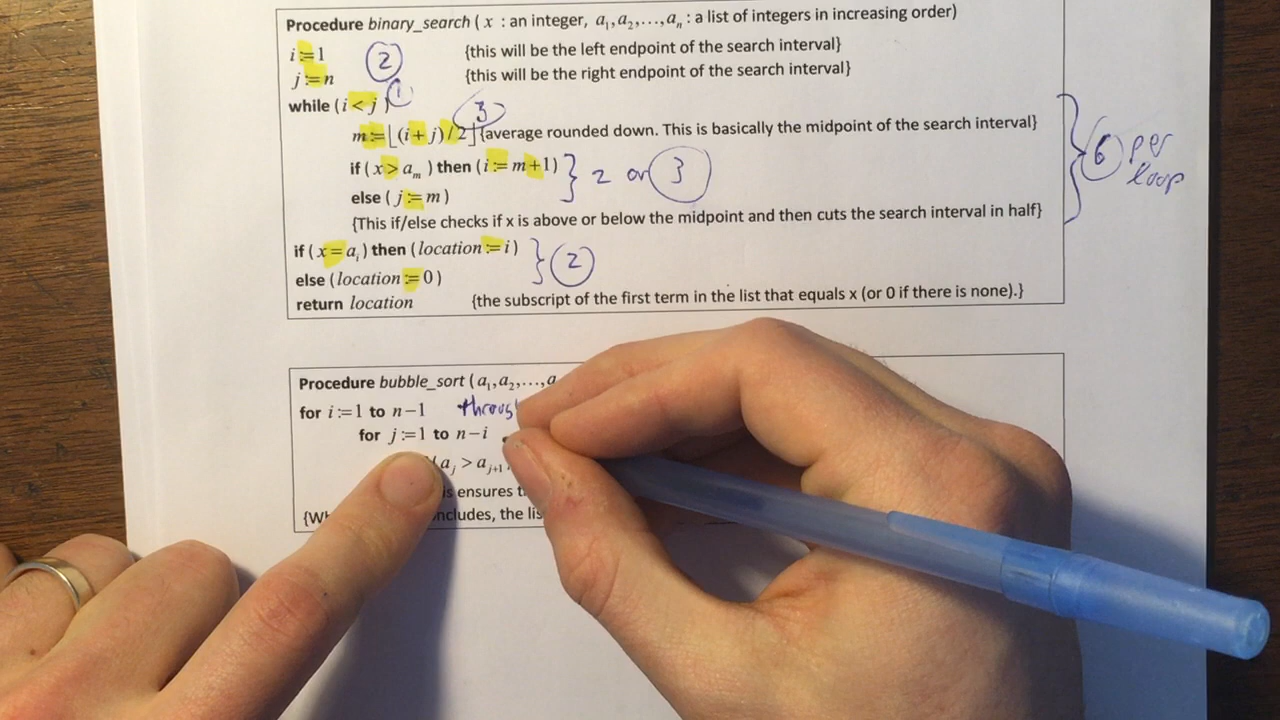 Procedure binary_search ( x : an integer, a₁,a₂,…,aₙ : a list of integers in increasing order)
i := 1 ② {this will be the left endpoint of the search interval}
j := n {this will be the right endpoint of the search interval}
while (i < j) ①
m := ⌊(i + j)/2⌋ {average rounded down. This is basically the midpoint of the search interval} 3
if ( x > aₘ ) then (i := m+1) } 2 or ③
else ( j := m)
} ⑥ per loop
{This if/else checks if x is above or below the midpoint and then cuts the search interval in half}
if ( x = aᵢ ) then (location := i) } ②
else (location := 0)
return location {the subscript of the first term in the list that equals x (or 0 if there is none).}
Procedure bubble_sort ( a₁,a₂,…,a
for i := 1 to n−1
for j := 1 to n−i
aⱼ > aⱼ₊₁
is ensures
{Wh ncludes, the lis